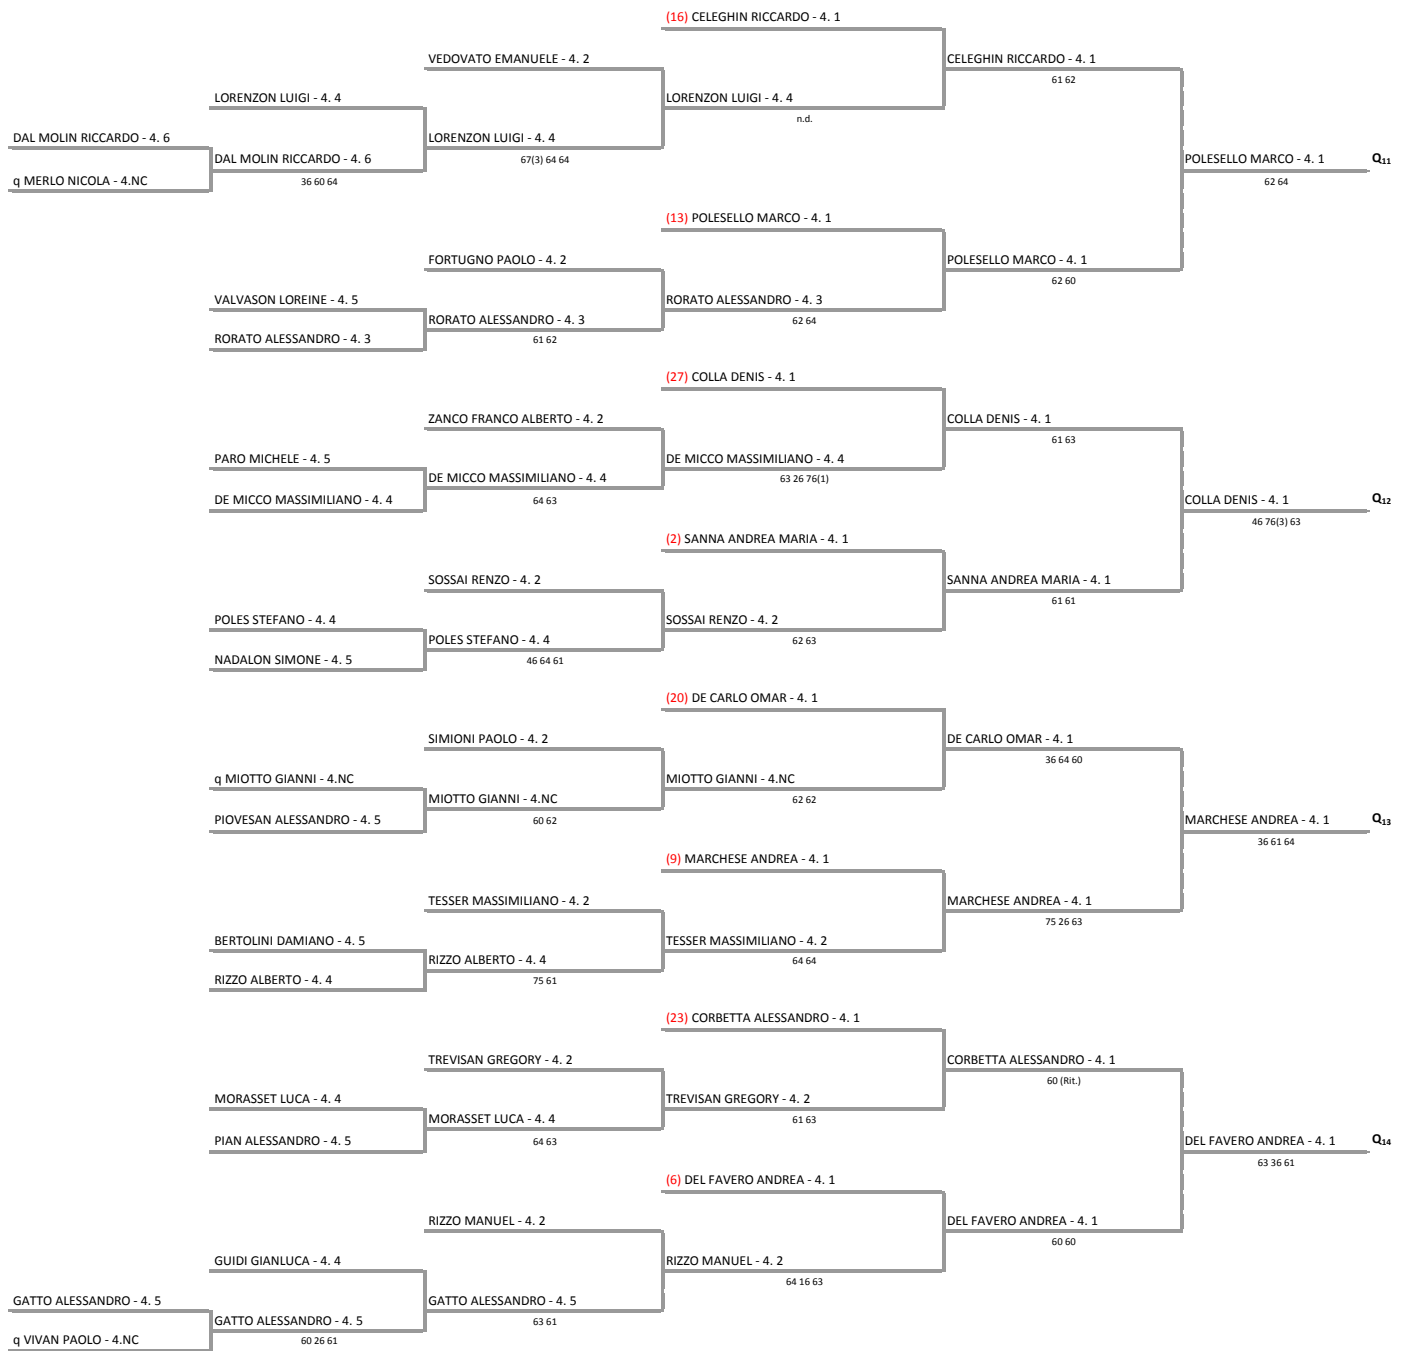 (16) CELEGHIN RICCARDO - 4. 1
VEDOVATO EMANUELE - 4. 2
CELEGHIN RICCARDO - 4. 1
61 62
LORENZON LUIGI - 4. 4
LORENZON LUIGI - 4. 4
n.d.
DAL MOLIN RICCARDO - 4. 6
LORENZON LUIGI - 4. 4
67(3) 64 64
DAL MOLIN RICCARDO - 4. 6
36 60 64
POLESELLO MARCO - 4. 1
62 64
Q11
q MERLO NICOLA - 4.NC
(13) POLESELLO MARCO - 4. 1
FORTUGNO PAOLO - 4. 2
POLESELLO MARCO - 4. 1
62 60
VALVASON LOREINE - 4. 5
RORATO ALESSANDRO - 4. 3
62 64
RORATO ALESSANDRO - 4. 3
61 62
RORATO ALESSANDRO - 4. 3
(27) COLLA DENIS - 4. 1
ZANCO FRANCO ALBERTO - 4. 2
COLLA DENIS - 4. 1
61 63
PARO MICHELE - 4. 5
DE MICCO MASSIMILIANO - 4. 4
63 26 76(1)
DE MICCO MASSIMILIANO - 4. 4
64 63
DE MICCO MASSIMILIANO - 4. 4
COLLA DENIS - 4. 1
46 76(3) 63
Q12
(2) SANNA ANDREA MARIA - 4. 1
SOSSAI RENZO - 4. 2
SANNA ANDREA MARIA - 4. 1
61 61
POLES STEFANO - 4. 4
SOSSAI RENZO - 4. 2
62 63
POLES STEFANO - 4. 4
46 64 61
NADALON SIMONE - 4. 5
(20) DE CARLO OMAR - 4. 1
SIMIONI PAOLO - 4. 2
DE CARLO OMAR - 4. 1
36 64 60
q MIOTTO GIANNI - 4.NC
MIOTTO GIANNI - 4.NC
62 62
MIOTTO GIANNI - 4.NC
60 62
PIOVESAN ALESSANDRO - 4. 5
MARCHESE ANDREA - 4. 1
36 61 64
Q13
(9) MARCHESE ANDREA - 4. 1
TESSER MASSIMILIANO - 4. 2
MARCHESE ANDREA - 4. 1
75 26 63
BERTOLINI DAMIANO - 4. 5
TESSER MASSIMILIANO - 4. 2
64 64
RIZZO ALBERTO - 4. 4
75 61
RIZZO ALBERTO - 4. 4
(23) CORBETTA ALESSANDRO - 4. 1
TREVISAN GREGORY - 4. 2
CORBETTA ALESSANDRO - 4. 1
60 (Rit.)
MORASSET LUCA - 4. 4
TREVISAN GREGORY - 4. 2
61 63
MORASSET LUCA - 4. 4
64 63
PIAN ALESSANDRO - 4. 5
DEL FAVERO ANDREA - 4. 1
63 36 61
Q14
(6) DEL FAVERO ANDREA - 4. 1
RIZZO MANUEL - 4. 2
DEL FAVERO ANDREA - 4. 1
60 60
GUIDI GIANLUCA - 4. 4
RIZZO MANUEL - 4. 2
64 16 63
GATTO ALESSANDRO - 4. 5
GATTO ALESSANDRO - 4. 5
63 61
GATTO ALESSANDRO - 4. 5
60 26 61
q VIVAN PAOLO - 4.NC